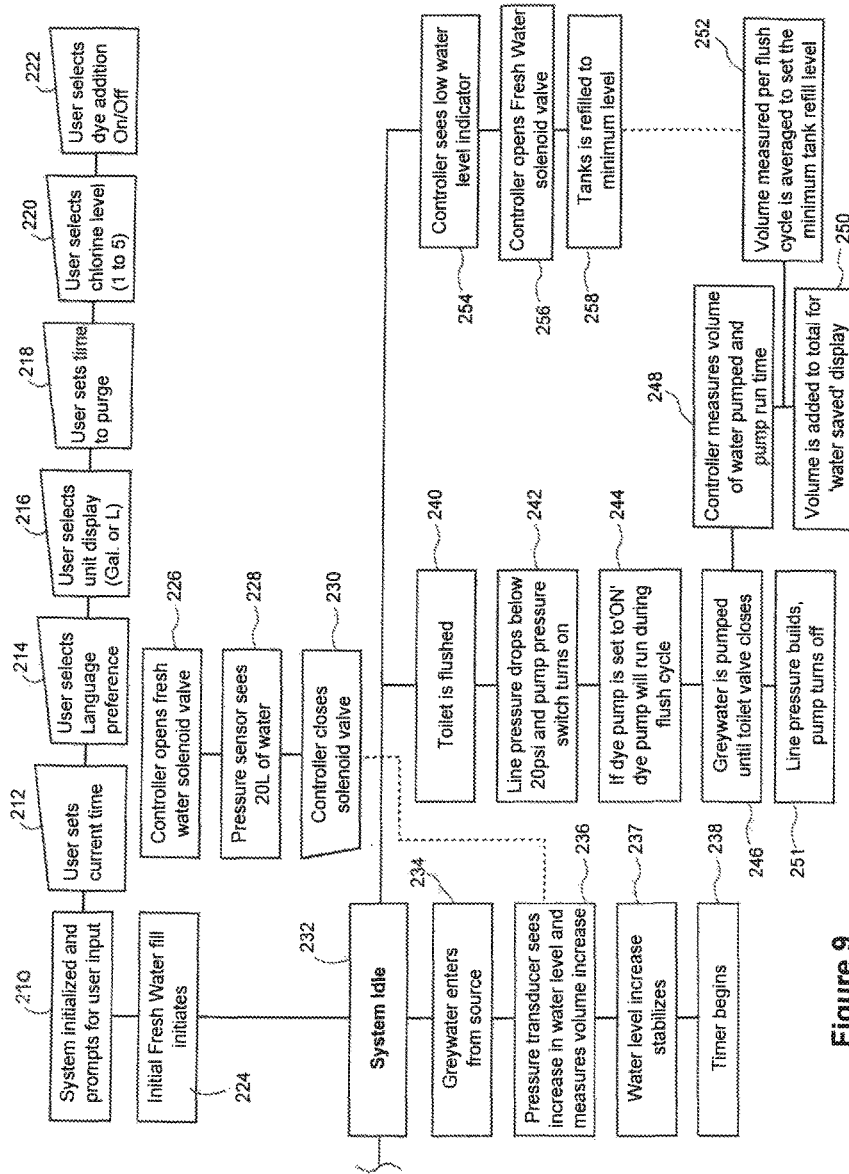 210
System initialized and
prompts for user input
212
User sets
current time
214
User selects
Language
preference
216
User selects
unit display
(Gal. or L)
218
User sets time
to purge
220
User selects
chlorine level
(1 to 5)
222
User selects
dye addition
On/Off
Initial Fresh Water fill
initiates
224
Controller opens fresh
water solenoid valve
226
Pressure sensor sees
20L of water
228
Controller closes
solenoid valve
230
System Idle
232
Greywater enters
from source
234
Pressure transducer sees
increase in water level and
measures volume increase
236
Water level increase
stabilizes
237
Timer begins
238
Toilet is flushed
240
Line pressure drops below
20psi and pump pressure
switch turns on
242
If dye pump is set to'ON'
dye pump will run during
flush cycle
244
Greywater is pumped
until toilet valve closes
246
Line pressure builds,
pump turns off
251
Controller measures volume
of water pumped and
pump run time
248
Volume is added to total for
'water saved' display
250
Volume measured per flush
cycle is averaged to set the
minimum tank refill level
252
Controller sees low water
level indicator
254
Controller opens Fresh Water
solenoid valve
256
Tanks is refilled to
minimum level
258
Figure 9